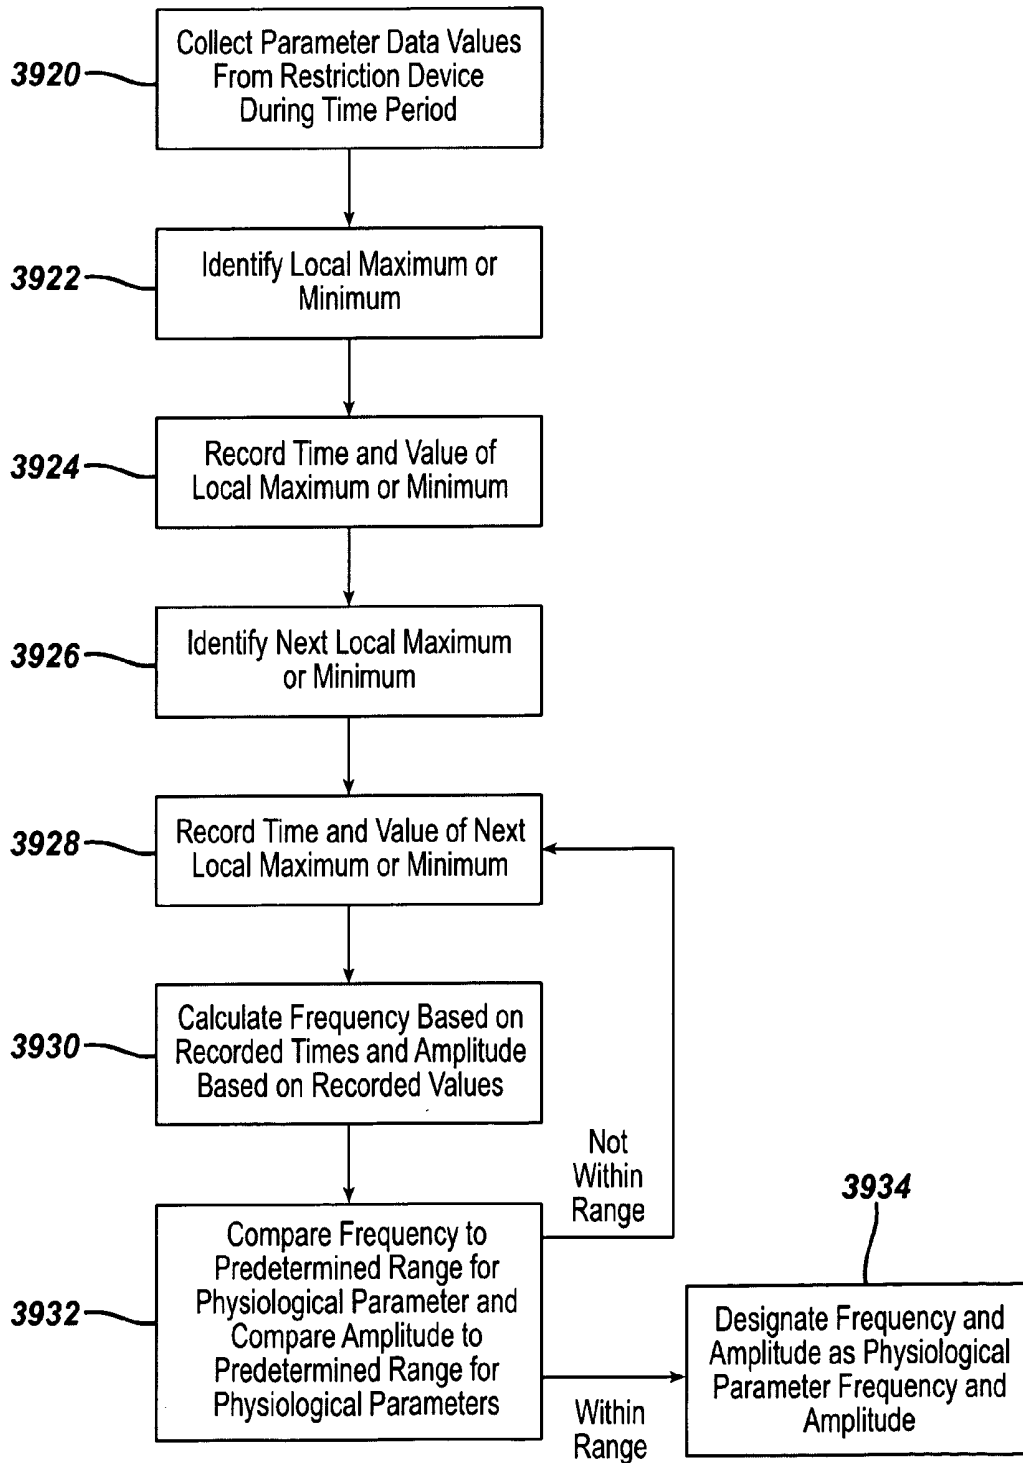 3920
Collect Parameter Data Values
From Restriction Device
During Time Period
3922
Identify Local Maximum or
Minimum
3924
Record Time and Value of
Local Maximum or Minimum
3926
Identify Next Local Maximum
or Minimum
3928
Record Time and Value of Next
Local Maximum or Minimum
3930
Calculate Frequency Based on
Recorded Times and Amplitude
Based on Recorded Values
Not
Within
Range
3932
Compare Frequency to
Predetermined Range for
Physiological Parameter and
Compare Amplitude to
Predetermined Range for
Physiological Parameters
Within
Range
3934
Designate Frequency and
Amplitude as Physiological
Parameter Frequency and
Amplitude